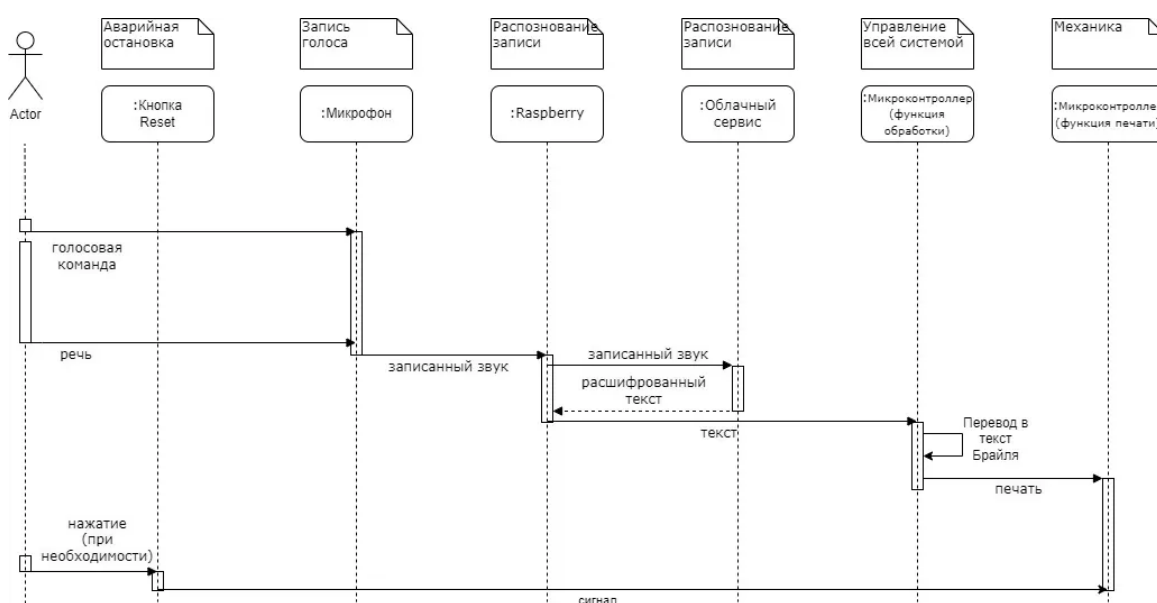 Аварийная
остановка
Запись
голоса
Распознование
записи
Распознование
записи
Управление
всей системой
Механика
Actor
:Кнопка
Reset
:Микрофон
:Raspberry
:Облачный
сервис
:Микроконтроллер
(функция
обработки)
:Микроконтролле
(функция печати)
голосовая
команда
речь
записанный звук
записанный звук
расшифрованный
текст
текст
Перевод в
текст
Брайля
печать
нажатие
(при
необходимости)
сигнал